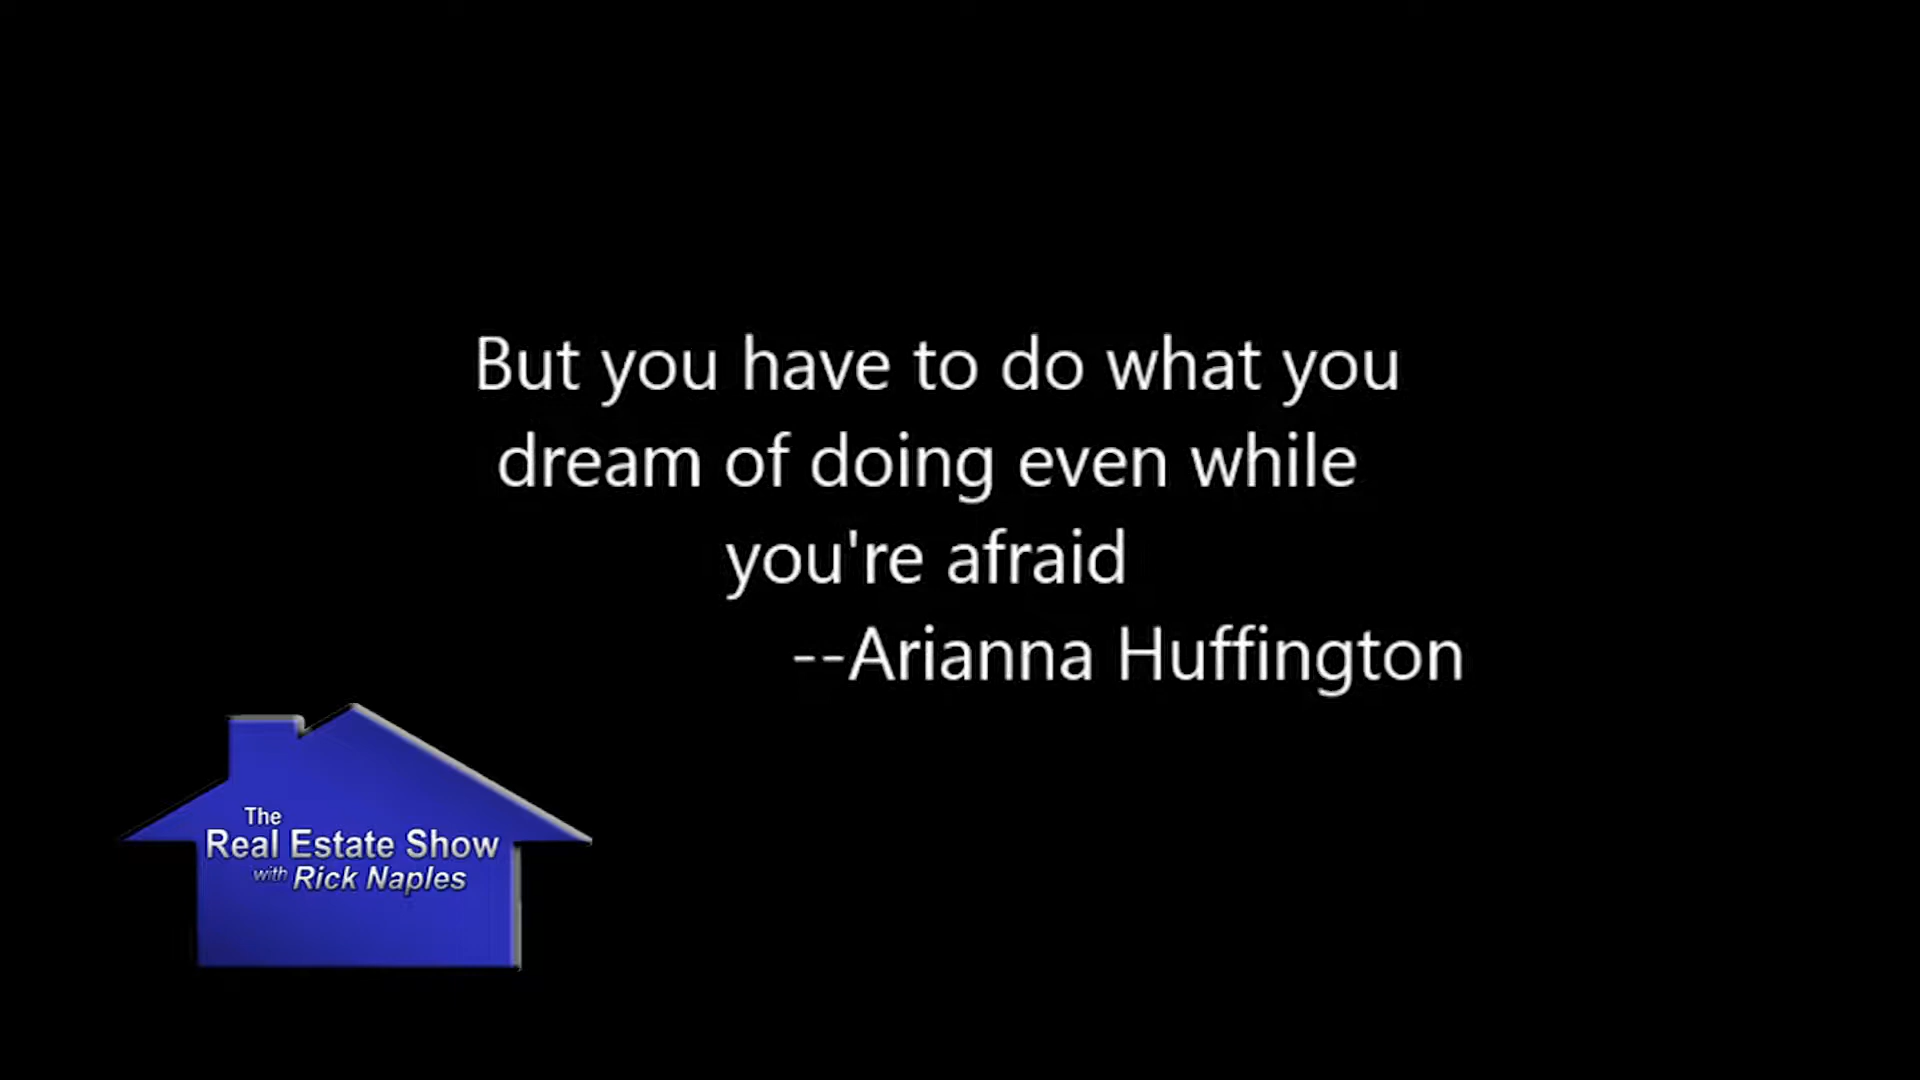 But you have to do what you
dream of doing even while
you're afraid
--Arianna Huffington
The
Real Estate Show
with Rick Naples